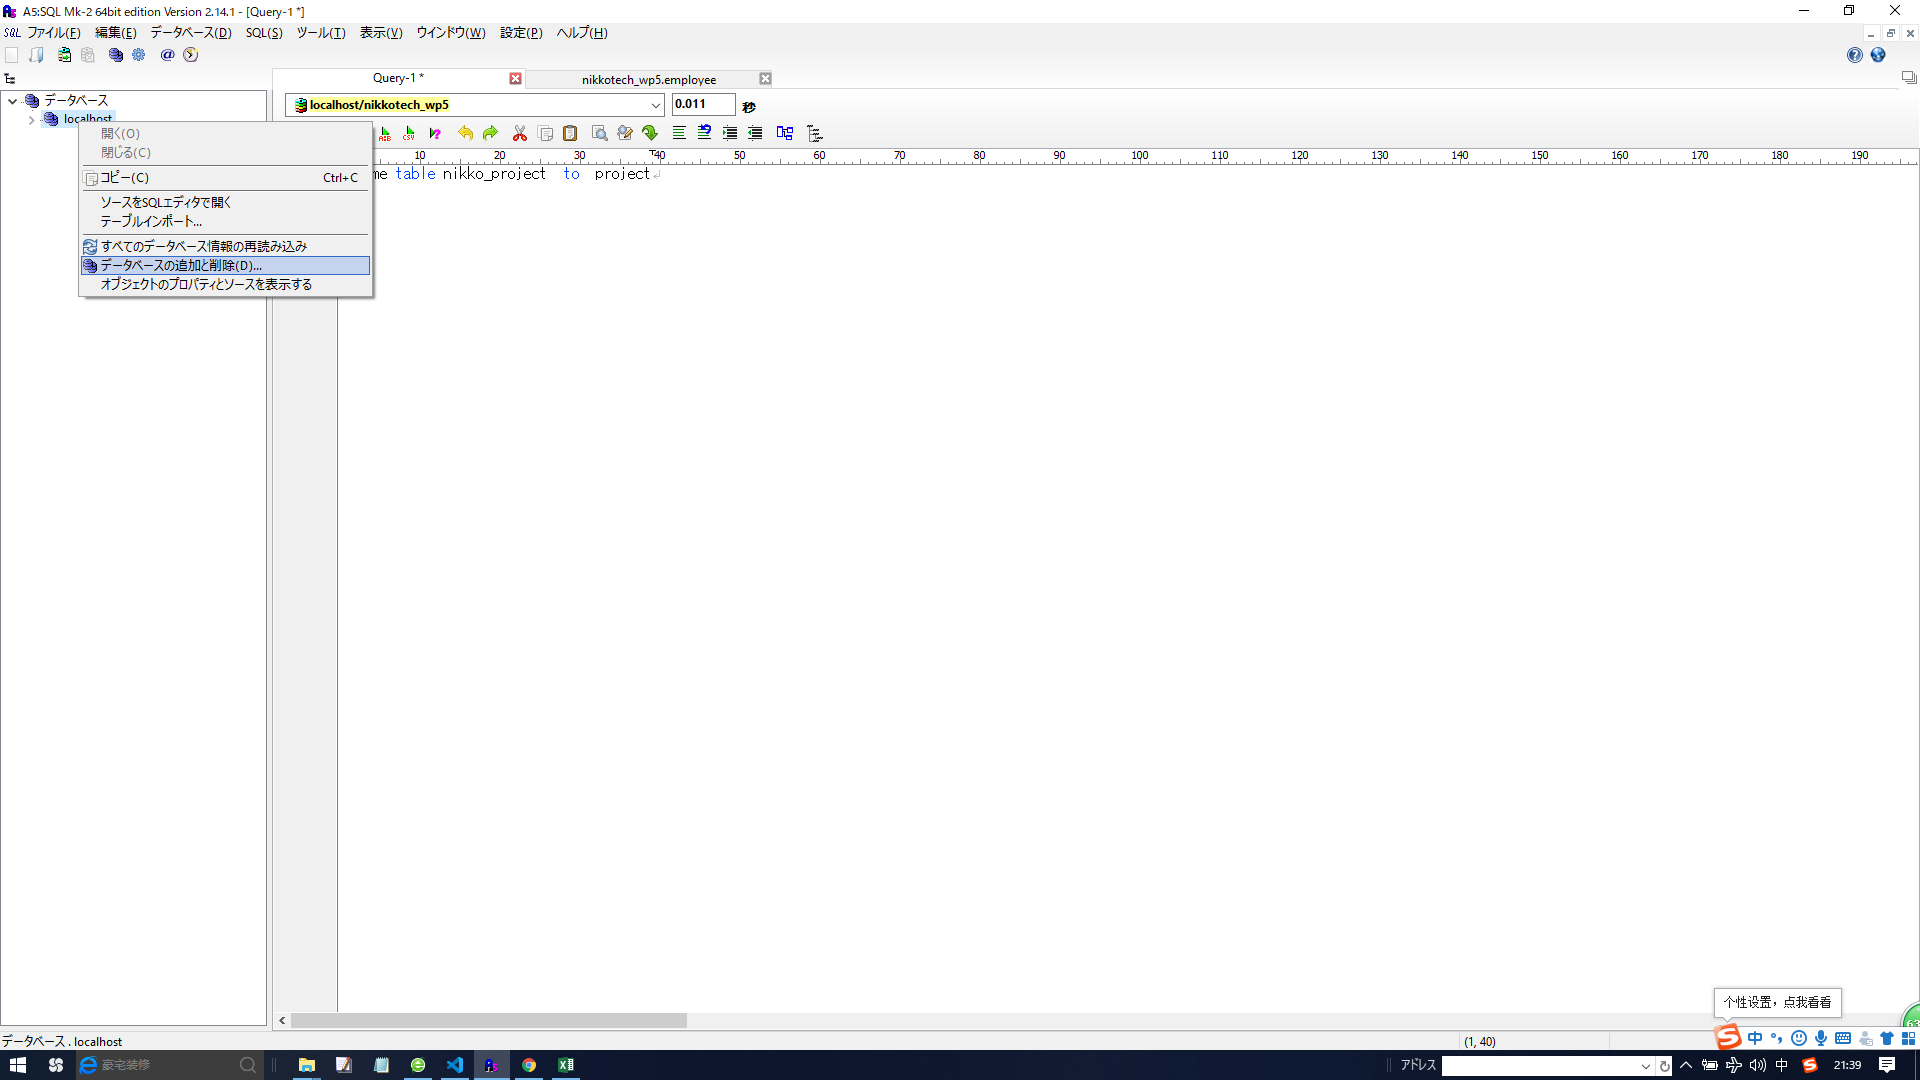 A5:SQL Mk-2 64bit edition Version 2.14.1 - [Query-1 *]
SQL ファイル(F) 編集(E) データベース(D) SQL(S) ツール(T) 表示(V) ウインドウ(W) 設定(P) ヘルプ(H)
Query-1 *
nikkotech_wp5.employee
データベース
localhost
localhost/nikkotech_wp5
0.011
秒
開く(O)
閉じる(C)
コピー(C) Ctrl+C
ソースをSQLエディタで開く
テーブルインポート...
すべてのデータベース情報の再読み込み
データベースの追加と削除(D)...
オブジェクトのプロパティとソースを表示する
10 20 30 40 50 60 70 80 90 100 110 120 130 140 150 160 170 180 190
me table nikko_project to project
个性设置，点我看看
データベース . localhost
(1, 40)
中
豪宅装修
アドレス
中
21:39